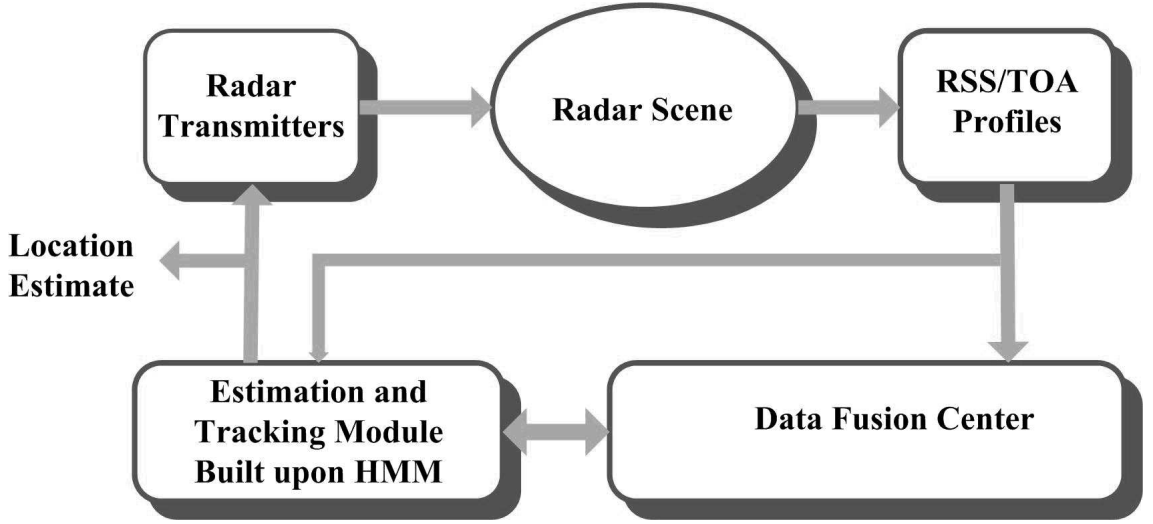 Radar
Transmitters
Radar Scene
RSS/TOA
Profiles
Location
Estimate
Estimation and
Tracking Module
Built upon HMM
Data Fusion Center